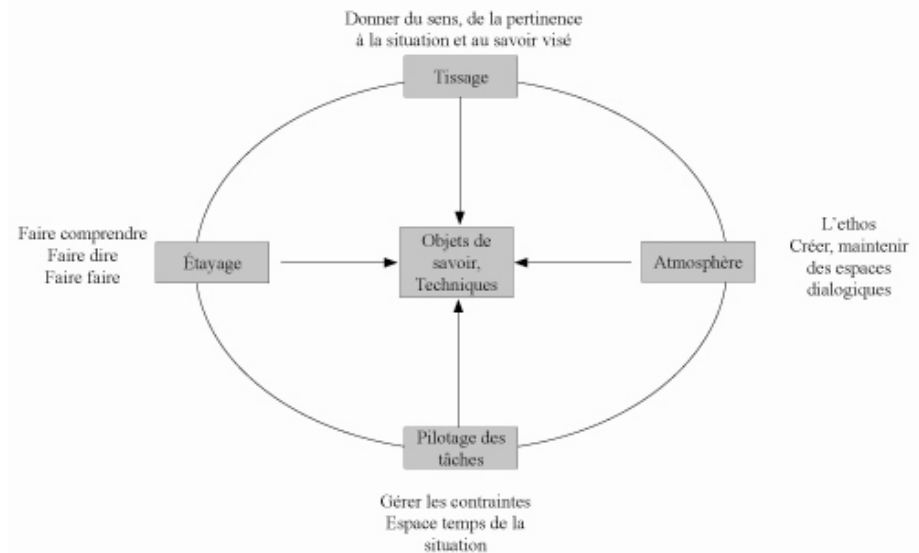 Donner du sens, de la pertinence
à la situation et au savoir visé
Tissage
Faire comprendre
Faire dire
Faire faire
Étayage
Objets de
savoir,
Techniques
Atmosphère
L'ethos
Créer, maintenir
des espaces
dialogiques
Pilotage des
tâches
Gérer les contraintes
Espace temps de la
situation